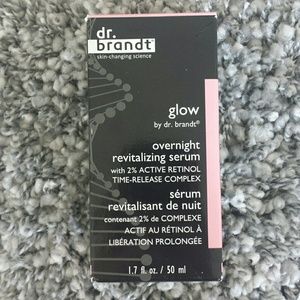 dr.
brandt®
skin-changing science
glow
by dr. brandt®
overnight
revitalizing serum
with 2% ACTIVE RETINOL
TIME-RELEASE COMPLEX
sérum
revitalisant de nuit
contenant 2% de COMPLEXE
ACTIF AU RÉTINOL À
LIBÉRATION PROLONGÉE
1.7 fl. oz. / 50 ml